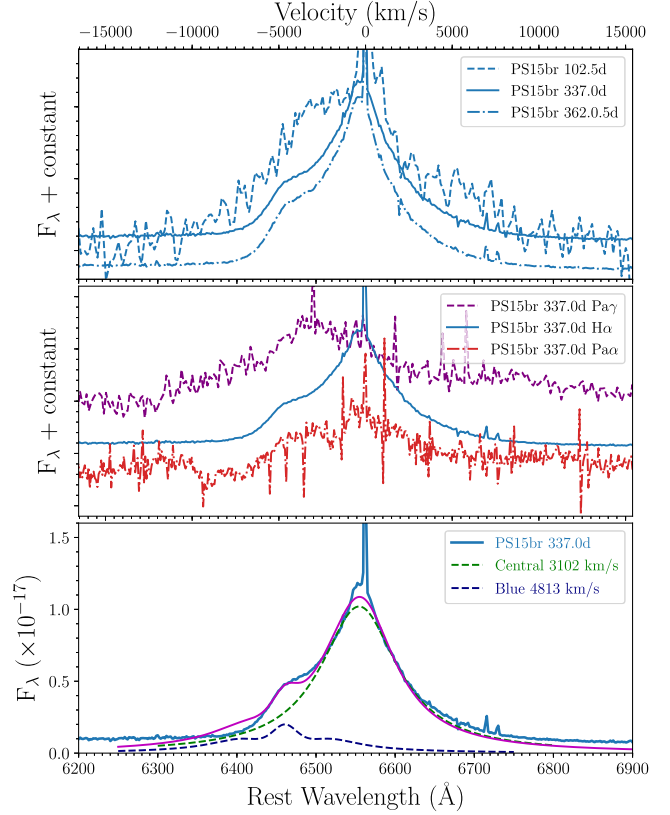 Velocity (km/s)
−15000 −10000 −5000 0 5000 10000 15000
PS15br 102.5d
PS15br 337.0d
PS15br 362.0.5d
F_λ + constant
PS15br 337.0d Paγ
PS15br 337.0d Hα
PS15br 337.0d Paα
F_λ + constant
PS15br 337.0d
Central 3102 km/s
Blue 4813 km/s
F_λ (×10⁻¹⁷)
1.5
1.0
0.5
0.0
6200 6300 6400 6500 6600 6700 6800 6900
Rest Wavelength (Å)